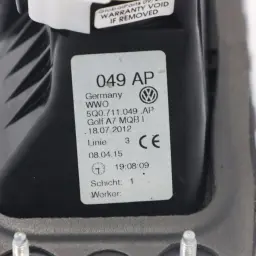 WARRANTY VOID
IF REMOVED
049 AP
Germany
WWO
5Q0.711.049 .AP
Golf A7 MQB I
18.07.2012
Linie 3 CE
08.04.15
19:08:09
Schicht: 1
Worker: